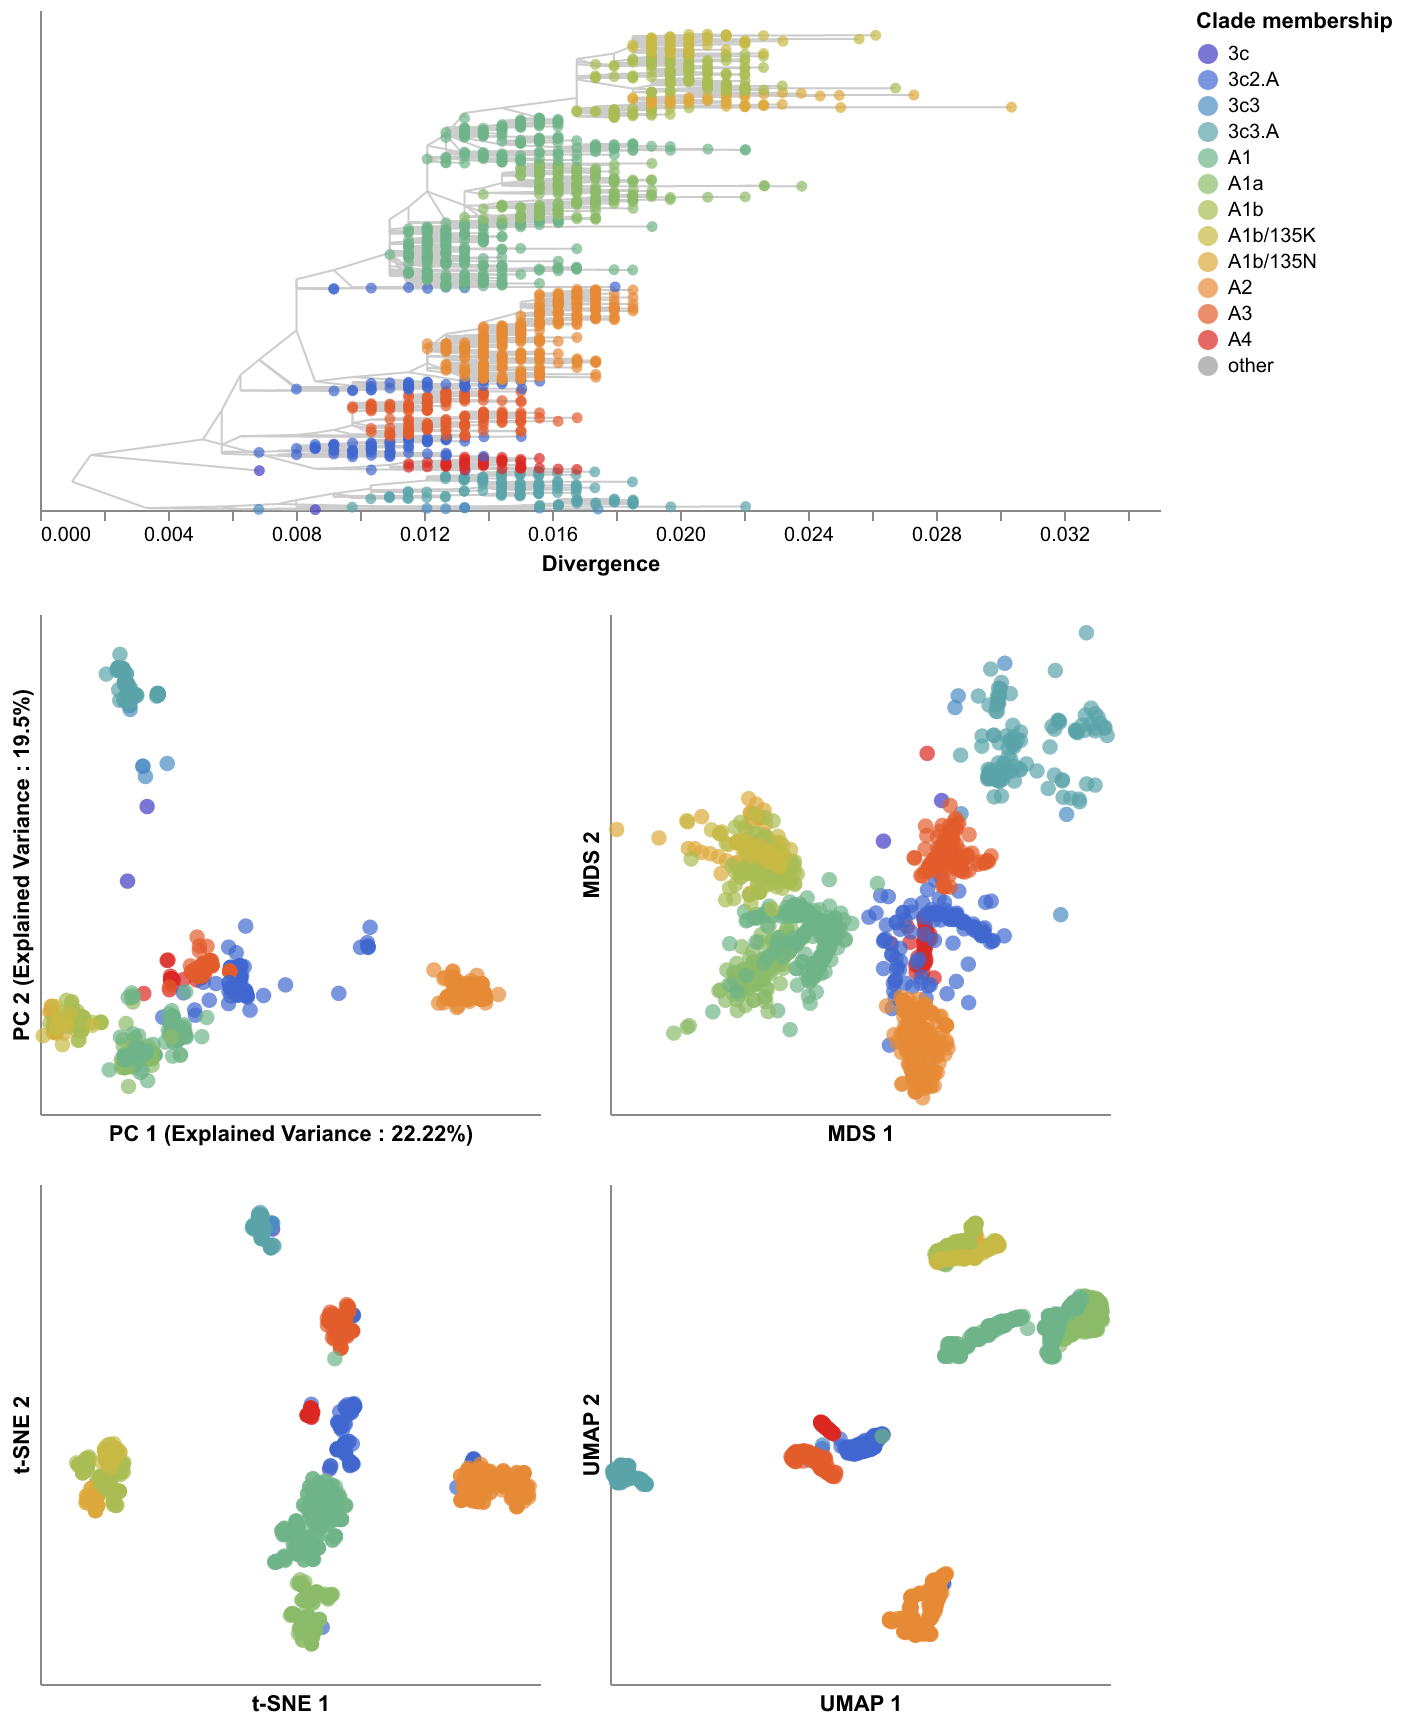 Clade membership
3c
3c2.A
3c3
3c3.A
A1
A1a
A1b
A1b/135K
A1b/135N
A2
A3
A4
other
0.000 0.004 0.008 0.012 0.016 0.020 0.024 0.028 0.032
Divergence
PC 2 (Explained Variance : 19.5%)
PC 1 (Explained Variance : 22.22%)
MDS 2
MDS 1
t-SNE 2
t-SNE 1
UMAP 2
UMAP 1